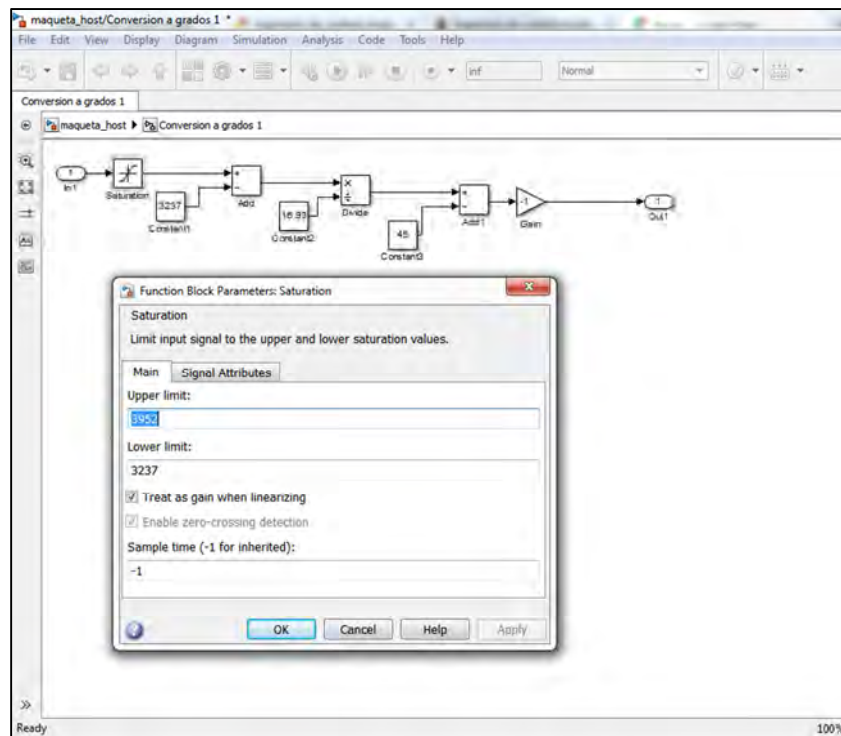 maqueta_host/Conversion a grados 1 *
File Edit View Display Diagram Simulation Analysis Code Tools Help
inf Normal
Conversion a grados 1
maqueta_host Conversion a grados 1
1
In1
Saturation
3237
Constant1
Add
Divide
Constant2
45
Constant3
Add1
-1
Gain
1
Out1
Function Block Parameters: Saturation
Saturation
Limit input signal to the upper and lower saturation values.
Main Signal Attributes
Upper limit:
3952
Lower limit:
3237
Treat as gain when linearizing
Enable zero-crossing detection
Sample time (-1 for inherited):
-1
OK Cancel Help Apply
Ready 100%